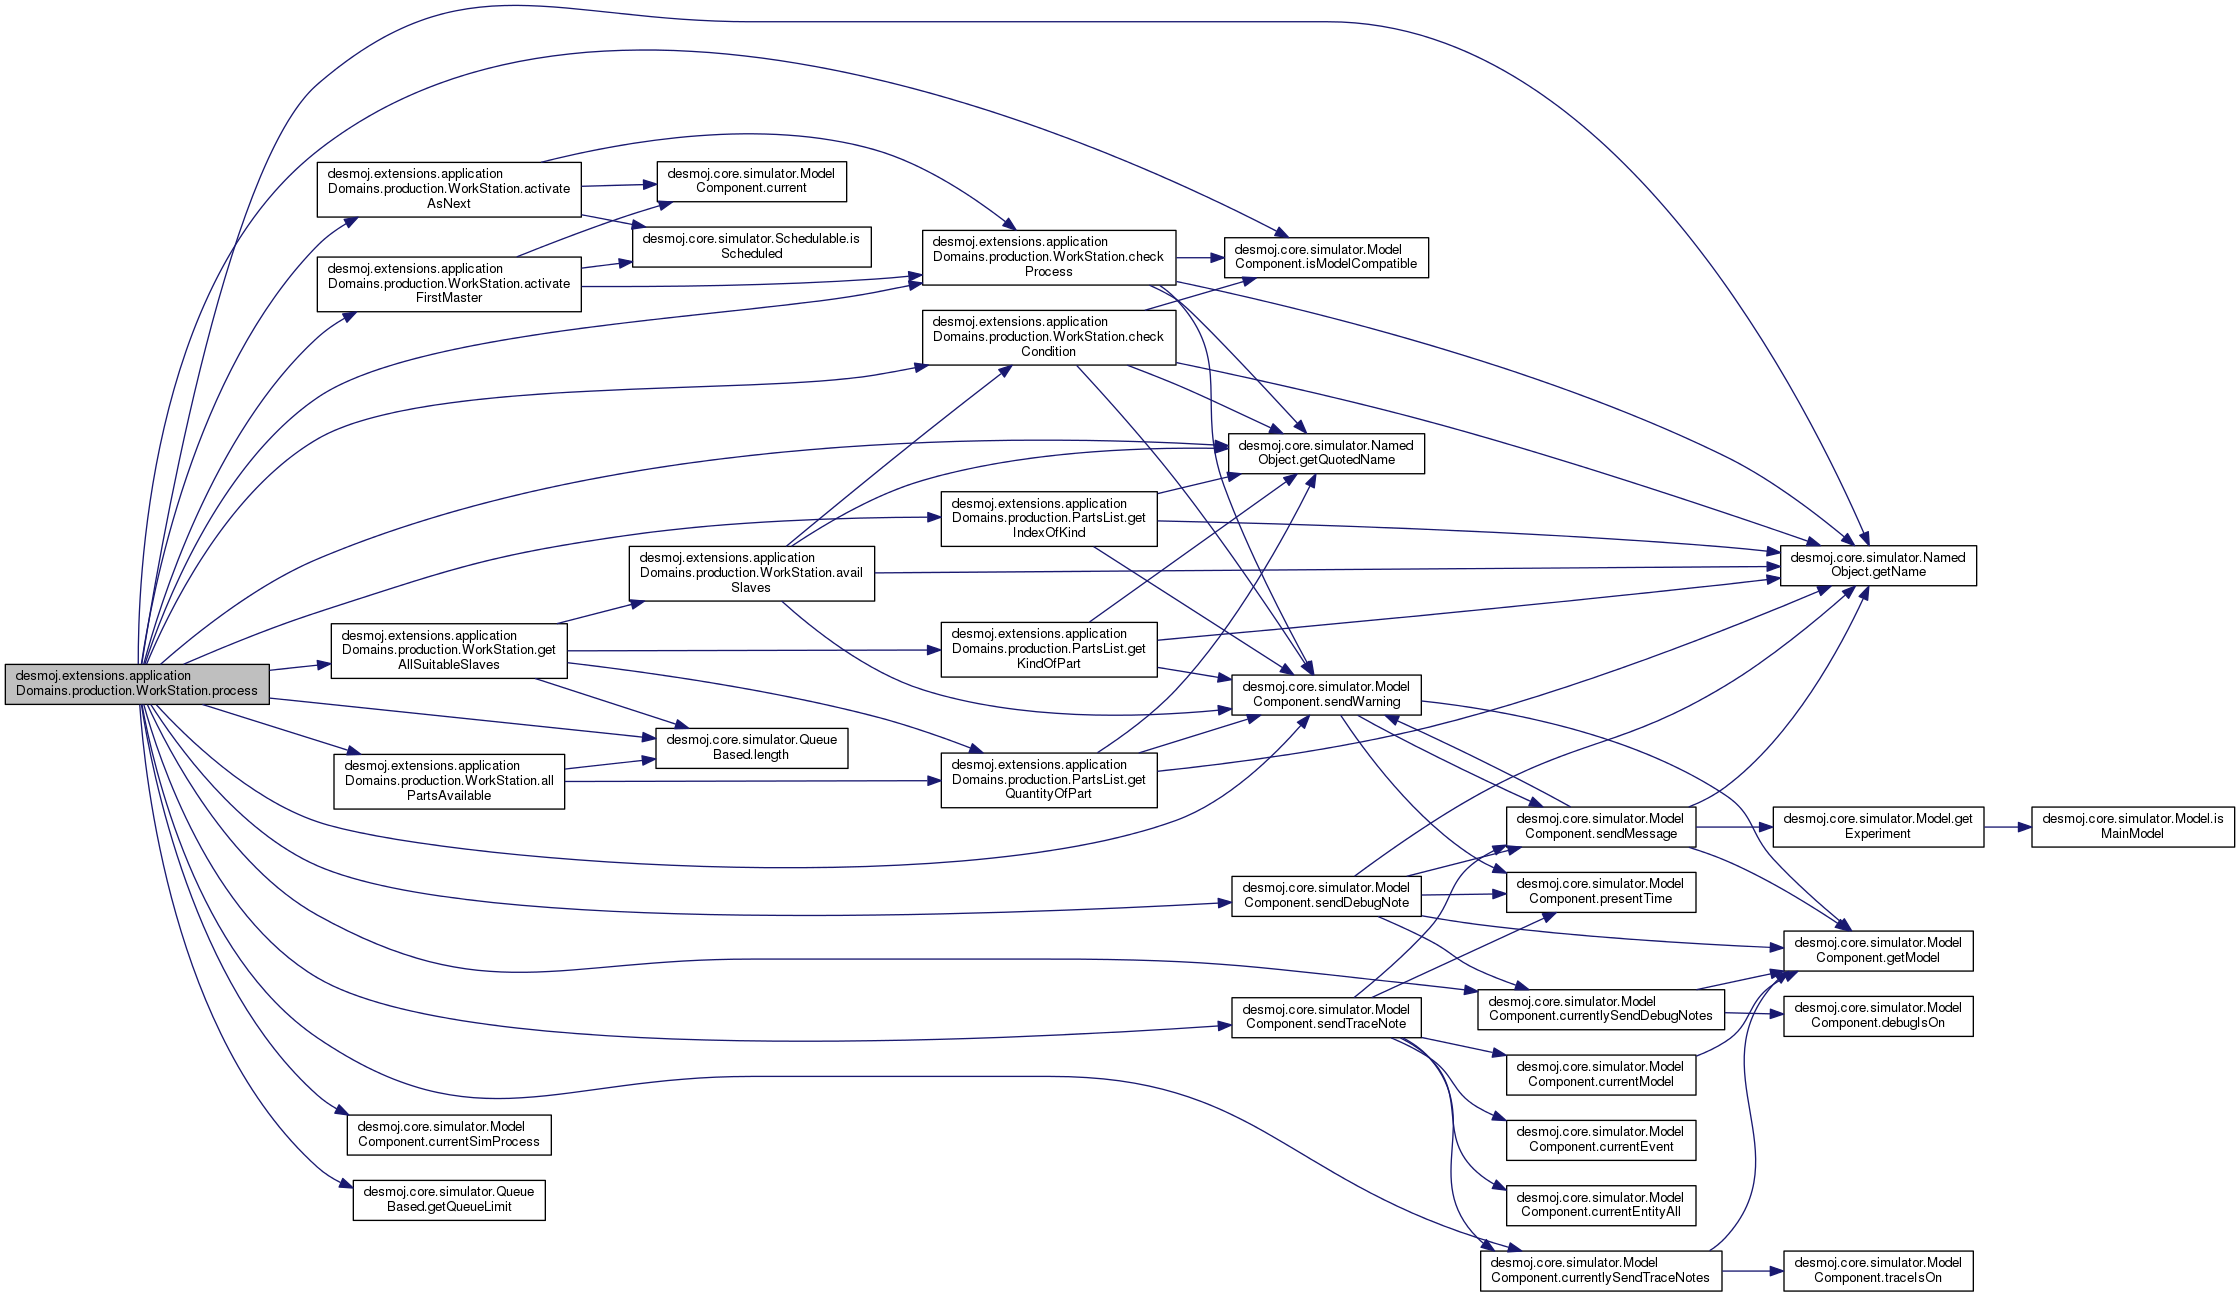 desmoj.extensions.application
Domains.production.WorkStation.process
desmoj.extensions.application
Domains.production.WorkStation.activate
AsNext
desmoj.extensions.application
Domains.production.WorkStation.activate
FirstMaster
desmoj.extensions.application
Domains.production.WorkStation.get
AllSuitableSlaves
desmoj.extensions.application
Domains.production.WorkStation.all
PartsAvailable
desmoj.core.simulator.Model
Component.currentSimProcess
desmoj.core.simulator.Queue
Based.getQueueLimit
desmoj.core.simulator.Model
Component.current
desmoj.core.simulator.Schedulable.is
Scheduled
desmoj.extensions.application
Domains.production.WorkStation.avail
Slaves
desmoj.core.simulator.Queue
Based.length
desmoj.extensions.application
Domains.production.WorkStation.check
Process
desmoj.extensions.application
Domains.production.WorkStation.check
Condition
desmoj.extensions.application
Domains.production.PartsList.get
IndexOfKind
desmoj.extensions.application
Domains.production.PartsList.get
KindOfPart
desmoj.extensions.application
Domains.production.PartsList.get
QuantityOfPart
desmoj.core.simulator.Model
Component.isModelCompatible
desmoj.core.simulator.Named
Object.getQuotedName
desmoj.core.simulator.Model
Component.sendWarning
desmoj.core.simulator.Model
Component.sendDebugNote
desmoj.core.simulator.Model
Component.sendTraceNote
desmoj.core.simulator.Model
Component.sendMessage
desmoj.core.simulator.Model
Component.presentTime
desmoj.core.simulator.Model
Component.currentlySendDebugNotes
desmoj.core.simulator.Model
Component.currentModel
desmoj.core.simulator.Model
Component.currentEvent
desmoj.core.simulator.Model
Component.currentEntityAll
desmoj.core.simulator.Model
Component.currentlySendTraceNotes
desmoj.core.simulator.Named
Object.getName
desmoj.core.simulator.Model.get
Experiment
desmoj.core.simulator.Model
Component.getModel
desmoj.core.simulator.Model
Component.debugIsOn
desmoj.core.simulator.Model
Component.traceIsOn
desmoj.core.simulator.Model.is
MainModel